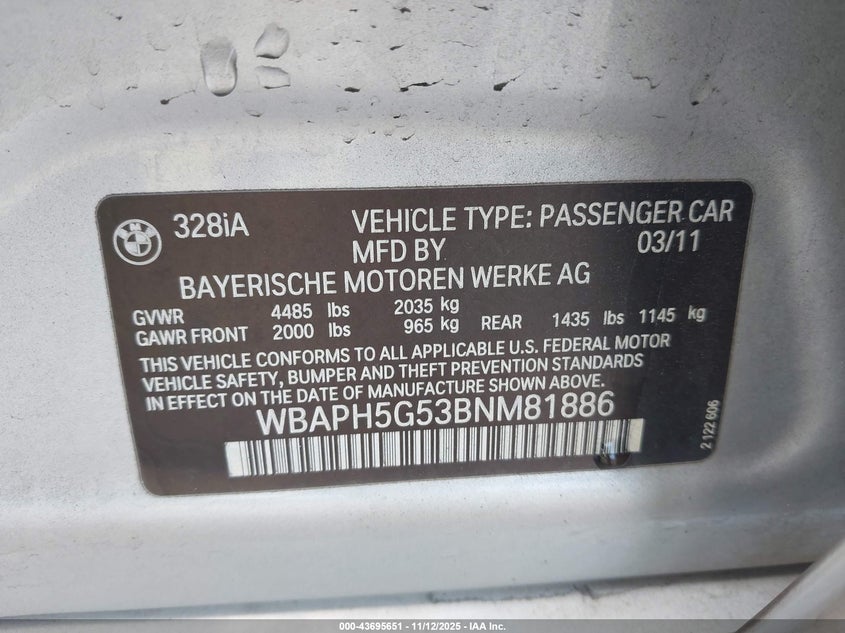 BMW
328iA VEHICLE TYPE: PASSENGER CAR
MFD BY 03/11
BAYERISCHE MOTOREN WERKE AG
GVWR 4485 lbs 2035 kg
GAWR FRONT 2000 lbs 965 kg REAR 1435 lbs 1145 kg
THIS VEHICLE CONFORMS TO ALL APPLICABLE U.S. FEDERAL MOTOR
VEHICLE SAFETY, BUMPER AND THEFT PREVENTION STANDARDS
IN EFFECT ON THE DATE OF MANUFACTURE SHOWN ABOVE.
WBAPH5G53BNM81886
2 122 606
000-43695651 - 11/12/2025 - IAA Inc.